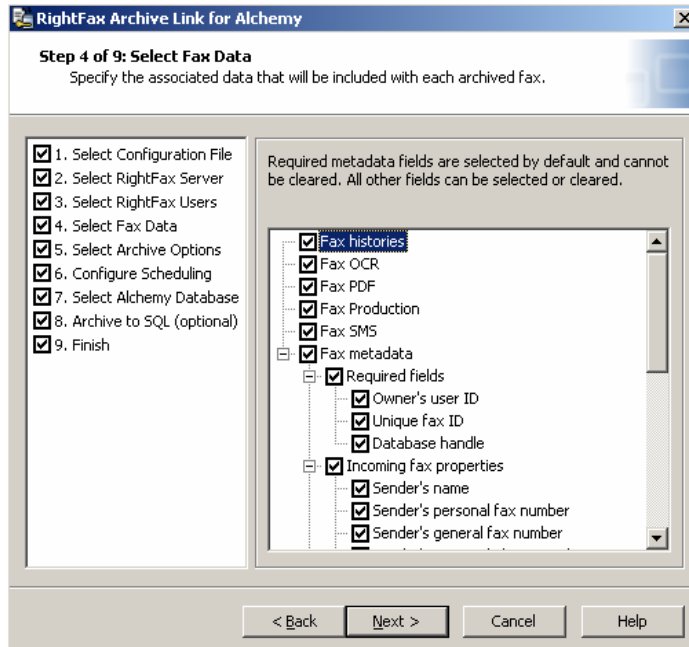 RightFax Archive Link for Alchemy
Step 4 of 9: Select Fax Data
Specify the associated data that will be included with each archived fax.
1. Select Configuration File
2. Select RightFax Server
3. Select RightFax Users
4. Select Fax Data
5. Select Archive Options
6. Configure Scheduling
7. Select Alchemy Database
8. Archive to SQL (optional)
9. Finish
Required metadata fields are selected by default and cannot
be cleared. All other fields can be selected or cleared.
Fax histories
Fax OCR
Fax PDF
Fax Production
Fax SMS
Fax metadata
Required fields
Owner's user ID
Unique fax ID
Database handle
Incoming fax properties
Sender's name
Sender's personal fax number
Sender's general fax number
< Back
Next >
Cancel
Help